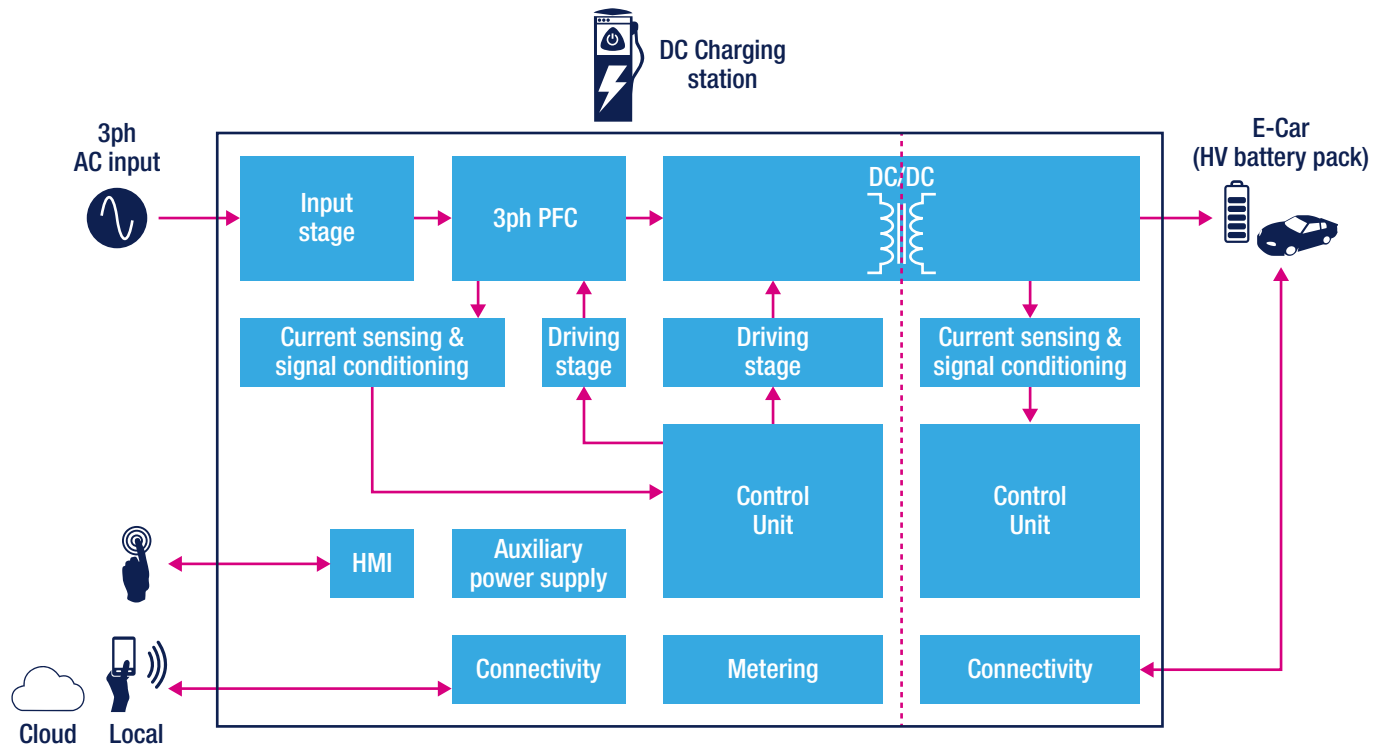 DC Charging
station
3ph
AC input
E-Car
(HV battery pack)
Input
stage
3ph PFC
DC/DC
Current sensing &
signal conditioning
Driving
stage
Driving
stage
Current sensing &
signal conditioning
Control
Unit
Control
Unit
HMI
Auxiliary
power supply
Connectivity
Metering
Connectivity
Cloud
Local